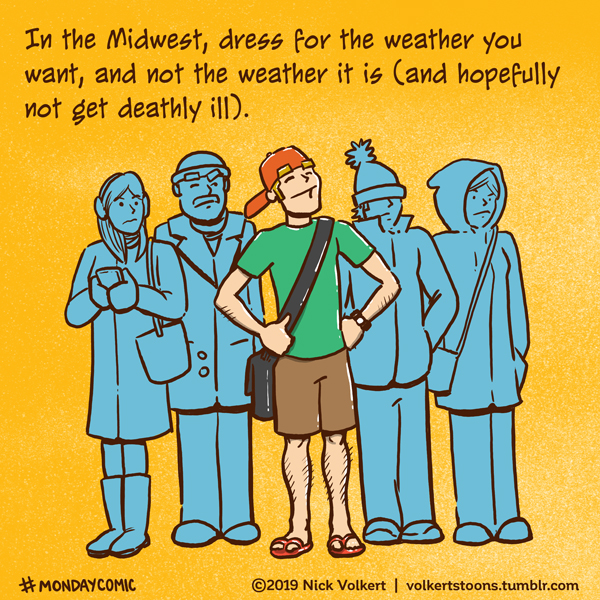 In the Midwest, dress for the weather you
want, and not the weather it is (and hopefully
not get deathly ill).
#MONDAYCOMIC
©2019 Nick Volkert | volkertstoons.tumblr.com